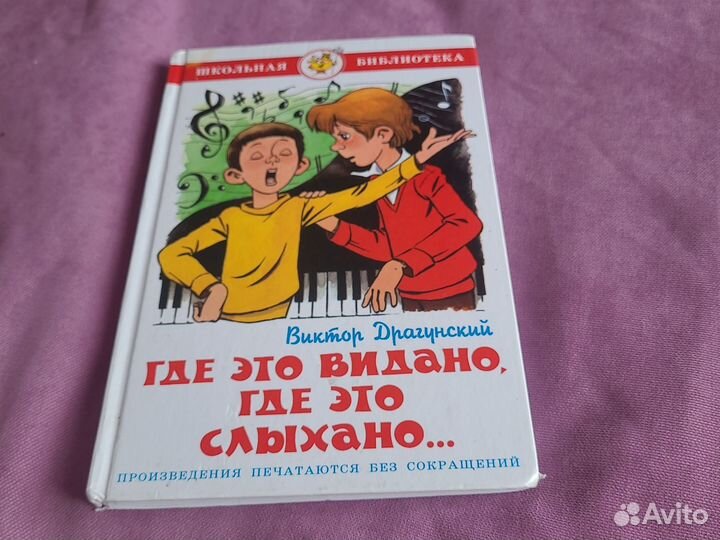 ШКОЛЬНАЯ БИБЛИОТЕКА
Виктор Драгунский
ГДЕ ЭТО ВИДАНО,
ГДЕ ЭТО
СЛЫХАНО...
ПРОИЗВЕДЕНИЯ ПЕЧАТАЮТСЯ БЕЗ СОКРАЩЕНИЙ
Avito